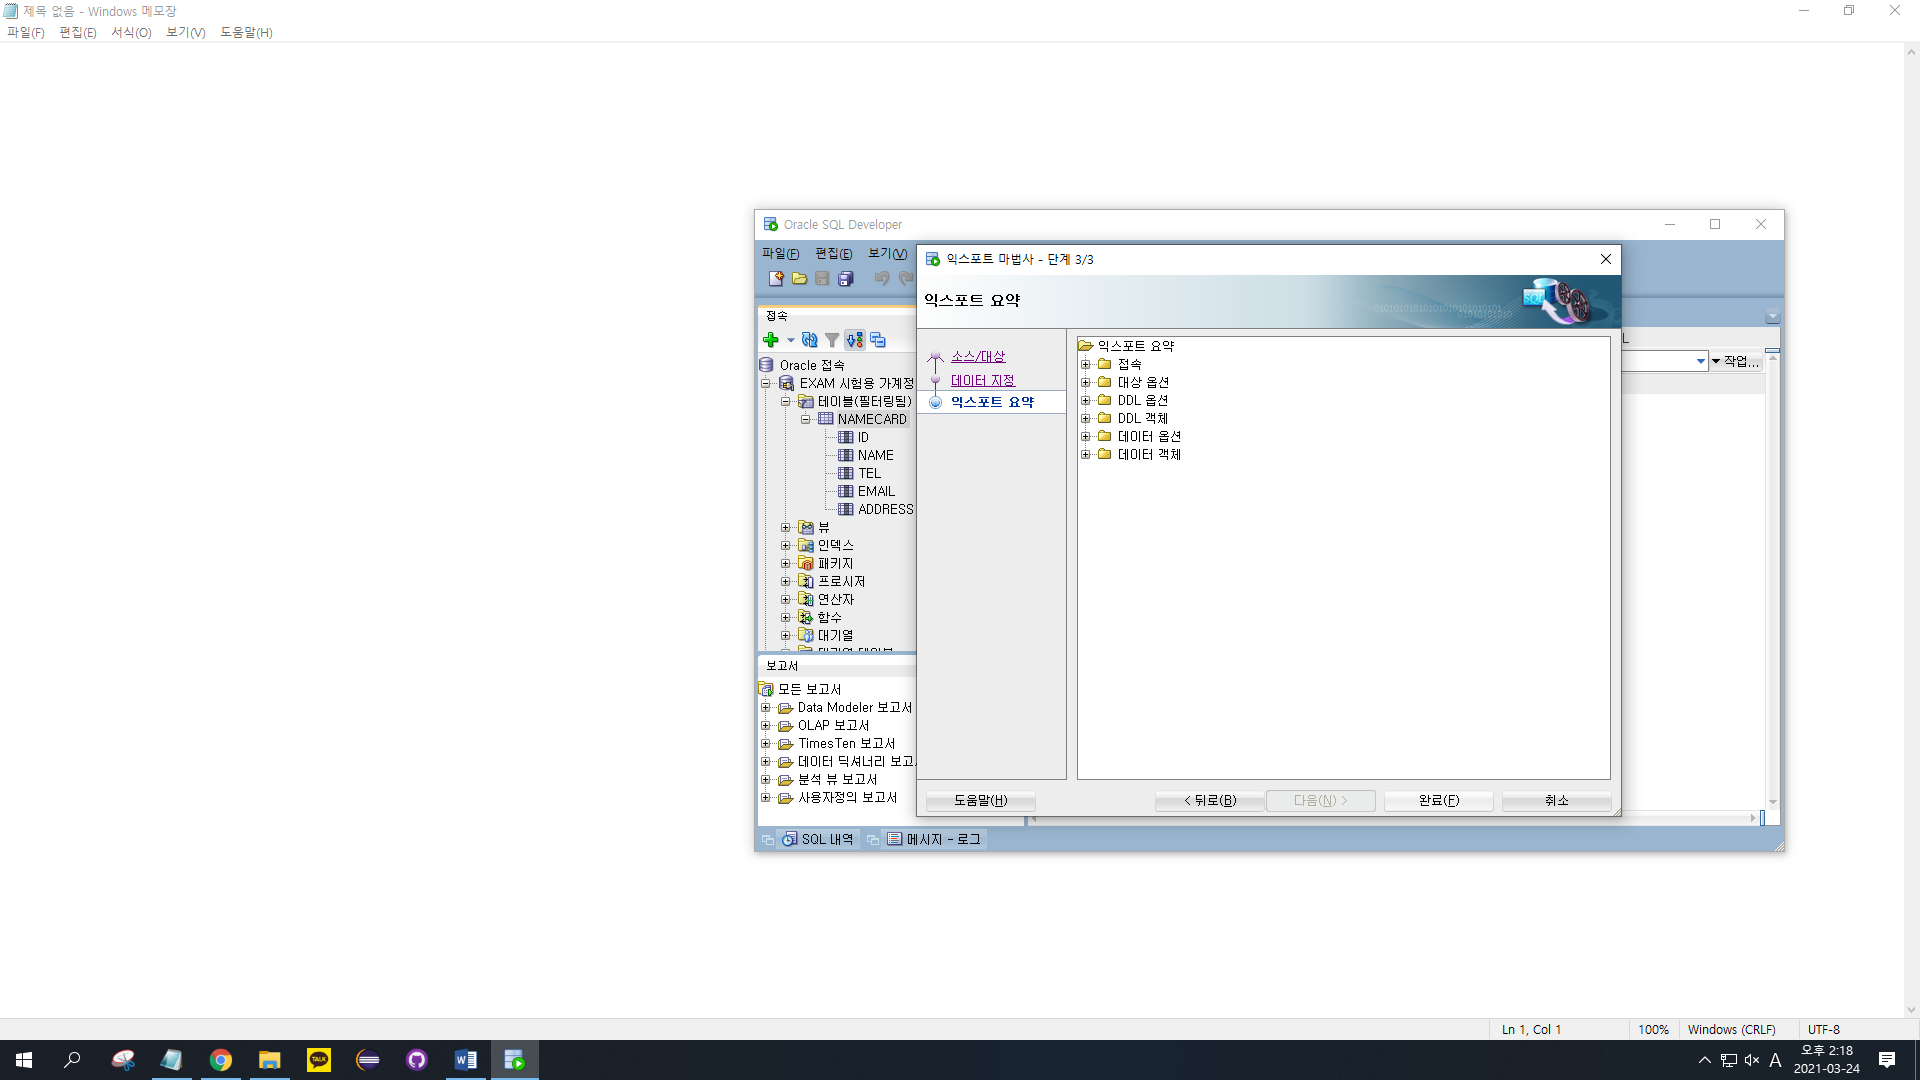 제목 없음 - Windows 메모장
파일(F) 편집(E) 서식(O) 보기(V) 도움말(H)
Oracle SQL Developer
파일(F) 편집(E) 보기(V)
익스포트 마법사 - 단계 3/3
익스포트 요약
접속
Oracle 접속
EXAM 시험용 가계정
테이블(필터링됨)
NAMECARD
ID
NAME
TEL
EMAIL
ADDRESS
뷰
인덱스
패키지
프로시저
연산자
함수
대기열
소스/대상
데이터 지정
익스포트 요약
익스포트 요약
접속
대상 옵션
DDL 옵션
DDL 객체
데이터 옵션
데이터 객체
작업...
보고서
모든 보고서
Data Modeler 보고서
OLAP 보고서
TimesTen 보고서
데이터 딕셔너리 보고
분석 뷰 보고서
사용자정의 보고서
도움말(H) < 뒤로(B) 다음(N) > 완료(F) 취소
SQL 내역 메시지 - 로그
Ln 1, Col 1 100% Windows (CRLF) UTF-8
TALK
A 오후 2:18
2021-03-24